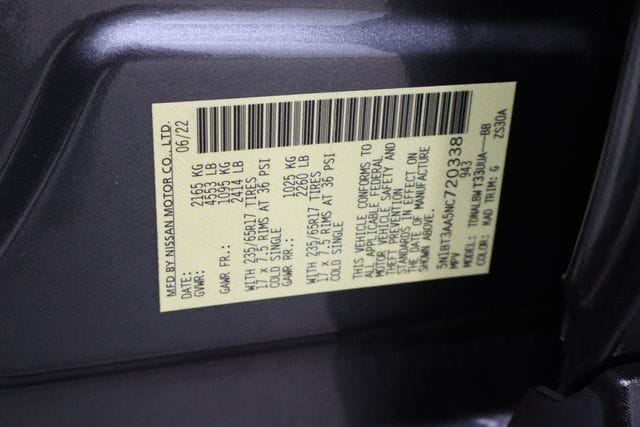 MFD BY NISSAN MOTOR CO., LTD.
DATE: 06/22
GVWR: 2165 KG
4553 LB
GAWR FR.: 1095 KG
2414 LB
WITH 235/65R17 TIRES
17 x 7.5 RIMS AT 36 PSI
COLD SINGLE
GAWR RR.: 1025 KG
2260 LB
WITH 235/65R17 TIRES
17 x 7.5 RIMS AT 36 PSI
COLD SINGLE
THIS VEHICLE CONFORMS TO
ALL APPLICABLE FEDERAL
MOTOR VEHICLE SAFETY AND
THEFT PREVENTION
STANDARDS IN EFFECT ON
THE DATE OF MANUFACTURE
SHOWN ABOVE.
5N1BT3AA5NC720338
MPV 943
MODEL: TDNALBWT33UUA---BB
COLOR: KAD TRIM: G ZS30A